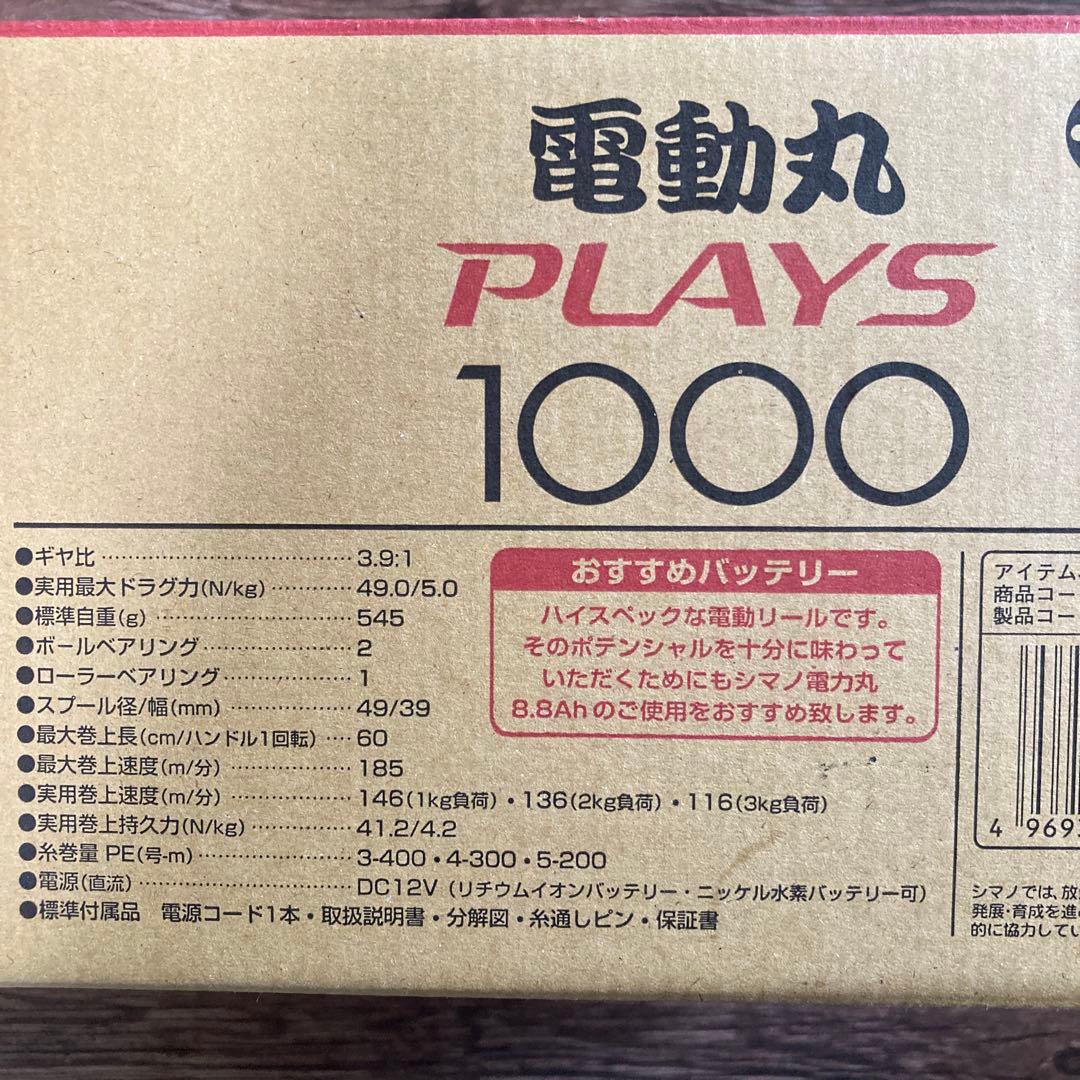 電動丸
PLAYS
1000
●ギヤ比 3.9:1
●実用最大ドラグ力(N/kg) 49.0/5.0
●標準自重(g) 545
●ボールベアリング 2
●ローラーベアリング 1
●スプール径/幅(mm) 49/39
●最大巻上長(cm/ハンドル1回転) 60
●最大巻上速度(m/分) 185
●実用巻上速度(m/分) 146(1kg負荷)・136(2kg負荷)・116(3kg負荷)
●実用巻上持久力(N/kg) 41.2/4.2
●糸巻量 PE(号-m) 3-400・4-300・5-200
●電源(直流) DC12V(リチウムイオンバッテリー・ニッケル水素バッテリー可)
●標準付属品 電源コード1本・取扱説明書・分解図・糸通しピン・保証書
おすすめバッテリー
ハイスペックな電動リールです。
そのポテンシャルを十分に味わって
いただくためにもシマノ電力丸
8.8Ahのご使用をおすすめ致します。
アイテム
商品コー
製品コー
4 969
シマノでは、放
発展・育成を進
的に協力してい